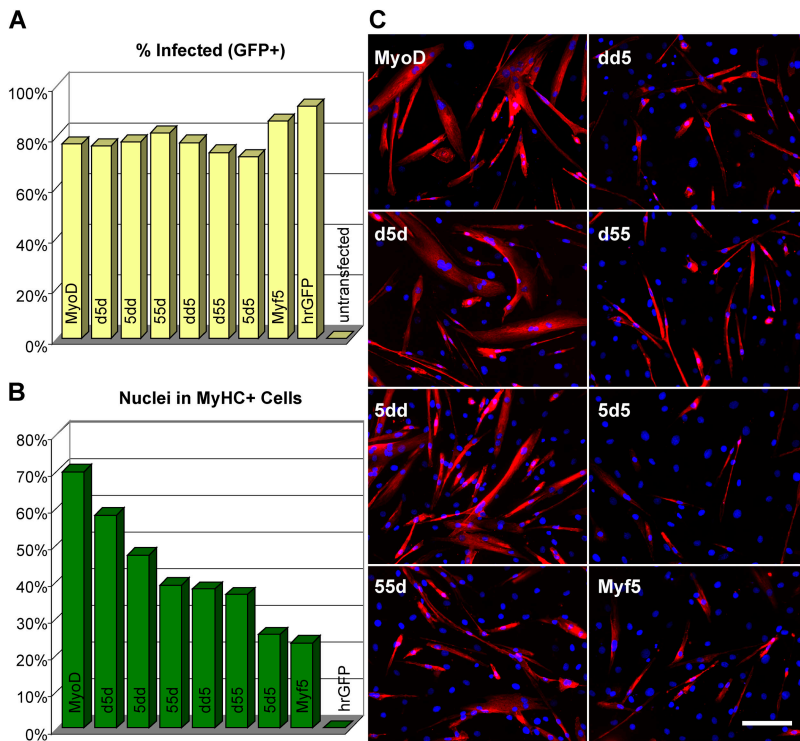 A
% Infected (GFP+)
100%
80%
60%
40%
20%
0%
MyoD
d5d
5dd
55d
dd5
d55
5d5
Myf5
hrGFP
untransfected
B
Nuclei in MyHC+ Cells
80%
70%
60%
50%
40%
30%
20%
10%
0%
MyoD
d5d
5dd
55d
dd5
d55
5d5
Myf5
hrGFP
C
MyoD
dd5
d5d
d55
5dd
5d5
55d
Myf5